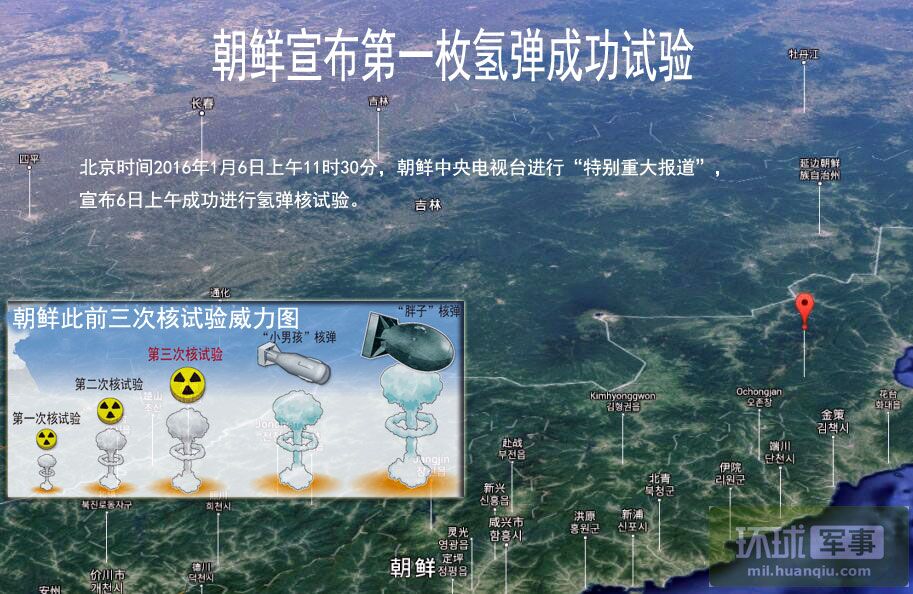 朝鲜宣布第一枚氢弹成功试验
牡丹江
长春
吉林
四平
北京时间2016年1月6日上午11时30分，朝鲜中央电视台进行“特别重大报道”，
宣布6日上午成功进行氢弹核试验。
延边朝鲜
族自治州
吉林
通化
朝鲜此前三次核试验威力图
“胖子”核弹
“小男孩”核弹
第三次核试验
第二次核试验
第一次核试验
Kimhyonggwon
김형권읍
Ochongjan
오촌장
花台
화대읍
金策
김책시
赴战
부전읍
端川
단천시
伊院
리원군
北青
북청군
新兴
신흥읍
咸兴市
함흥시
洪原
홍원군
新浦
신포시
북진로동자구
熙川
희천시
灵光
영광읍
定坪
정평읍
朝鲜
价川市
개천시
德川
덕천시
安州
环球军事
mil.huanqiu.com